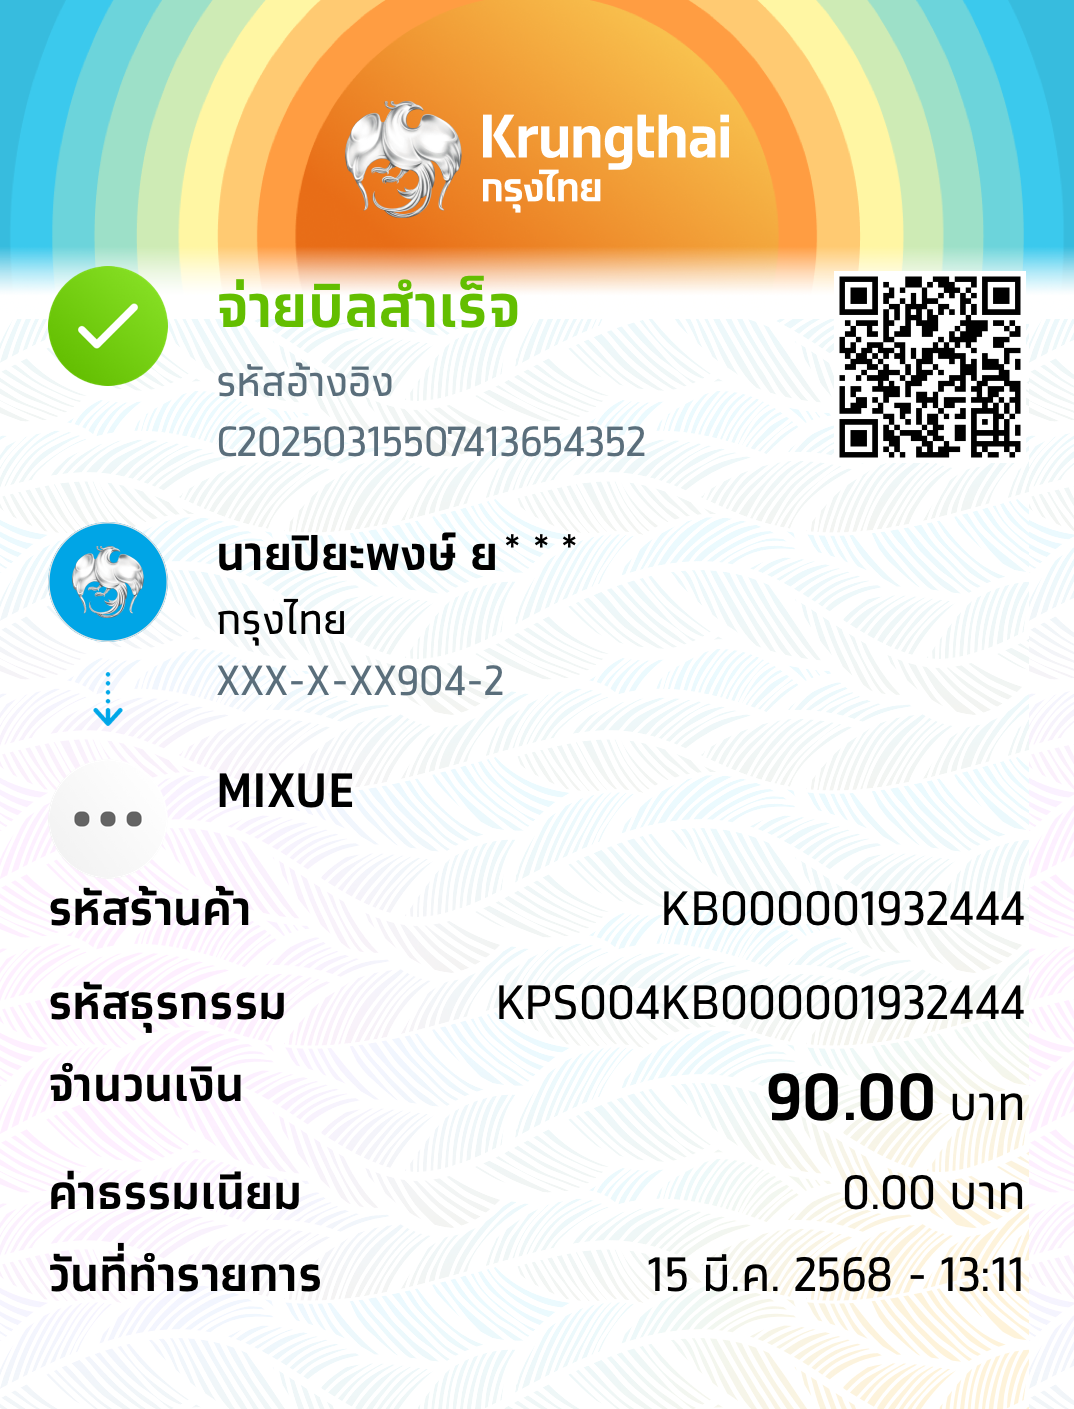 Krungthai
กรุงไทย
จ่ายบิลสำเร็จ
รหัสอ้างอิง
C20250315507413654352
นายปิยะพงษ์ ย* * *
กรุงไทย
XXX-X-XX904-2
MIXUE
รหัสร้านค้า KB000001932444
รหัสธุรกรรม KPS004KB000001932444
จำนวนเงิน 90.00 บาท
ค่าธรรมเนียม 0.00 บาท
วันที่ทำรายการ 15 มี.ค. 2568 - 13:11